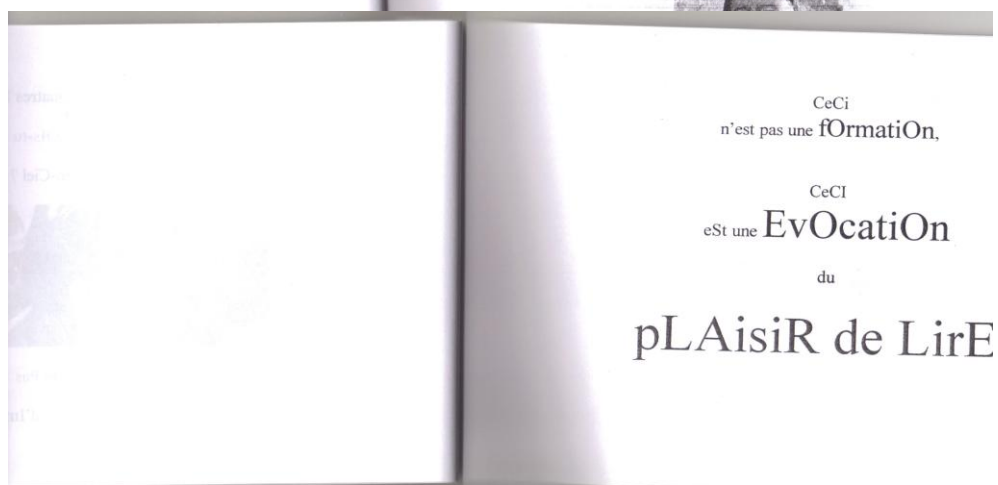 CeCi
n'est pas une fOrmatiOn,
CeCI
eSt une EvOcatiOn
du
pLAisiR de LirE